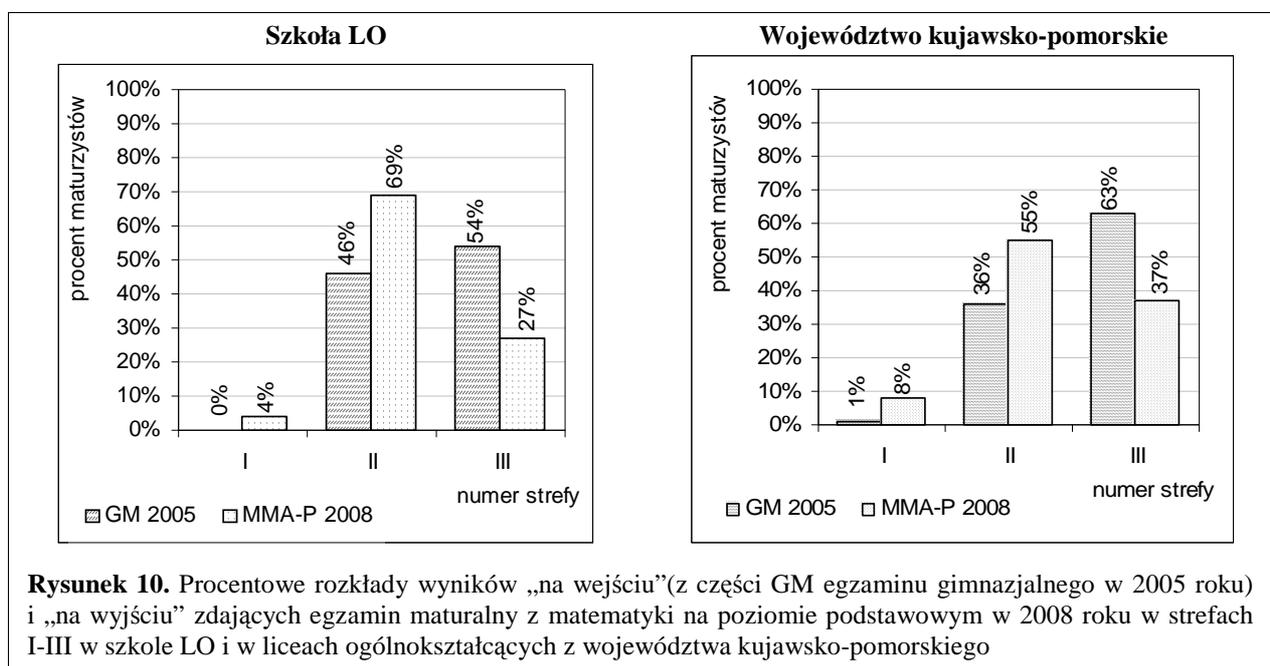 Szkoła LO
procent maturzystów
100%
90%
80%
70%
60%
50%
40%
30%
20%
10%
0%
0%
4%
46%
69%
54%
27%
I II III
numer strefy
GM 2005 MMA-P 2008
Województwo kujawsko-pomorskie
procent maturzystów
100%
90%
80%
70%
60%
50%
40%
30%
20%
10%
0%
1%
8%
36%
55%
63%
37%
I II III
numer strefy
GM 2005 MMA-P 2008
Rysunek 10. Procentowe rozkłady wyników „na wejściu”(z części GM egzaminu gimnazjalnego w 2005 roku)
i „na wyjściu” zdających egzamin maturalny z matematyki na poziomie podstawowym w 2008 roku w strefach
I-III w szkole LO i w liceach ogólnokształcących z województwa kujawsko-pomorskiego